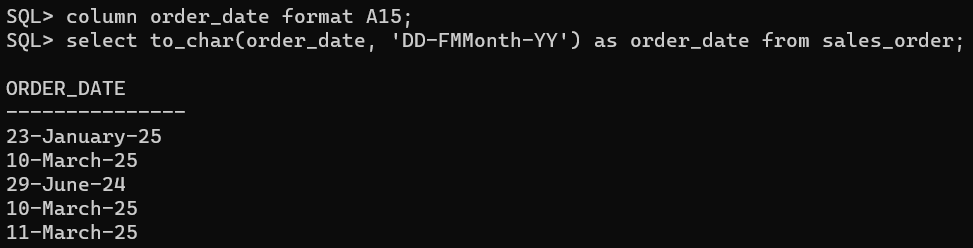 SQL> column order_date format A15;
SQL> select to_char(order_date, 'DD-FMMonth-YY') as order_date from sales_order;
ORDER_DATE
---------------
23-January-25
10-March-25
29-June-24
10-March-25
11-March-25